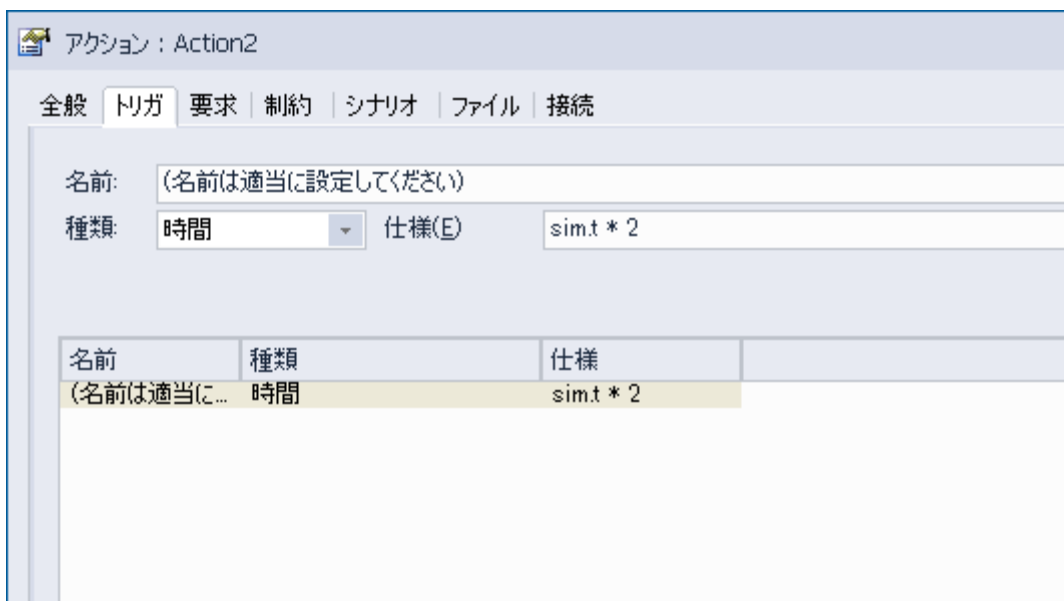 アクション : Action2
全般 トリガ 要求 制約 シナリオ ファイル 接続
名前: (名前は適当に設定してください)
種類: 時間 仕様(E) sim.t * 2
名前 種類 仕様
(名前は適当に... 時間 sim.t * 2